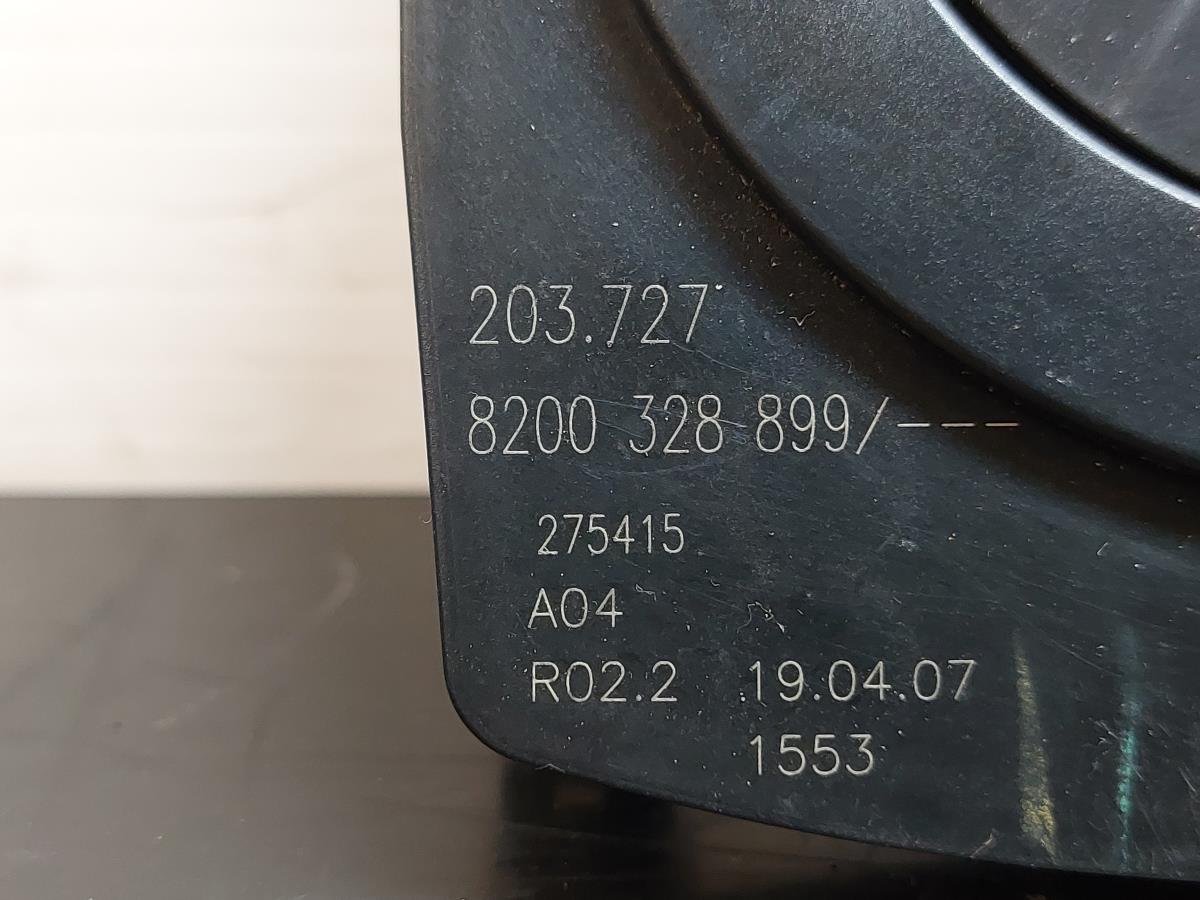 203.727
8200 328 899/---
275415
A04
R02.2 19.04.07
1553